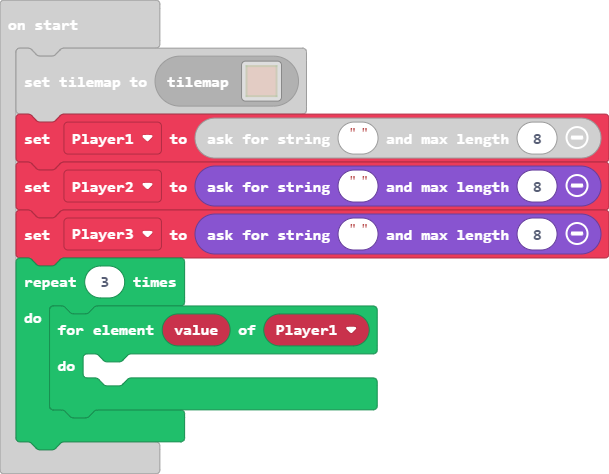 on start
set tilemap to tilemap
set Player1 to ask for string " " and max length 8
set Player2 to ask for string " " and max length 8
set Player3 to ask for string " " and max length 8
repeat 3 times
do for element value of Player1
do